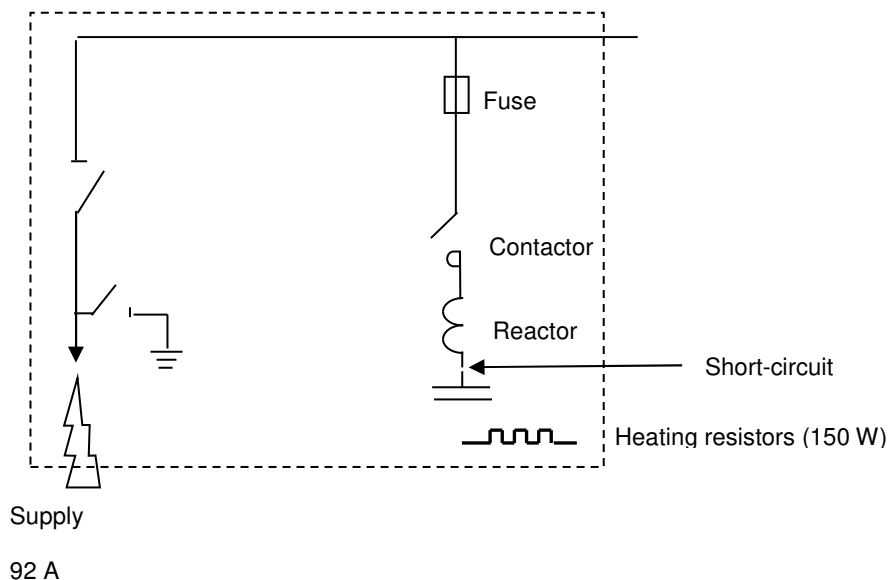 Fuse
Contactor
Reactor
Short-circuit
Heating resistors (150 W)
Supply
92 A